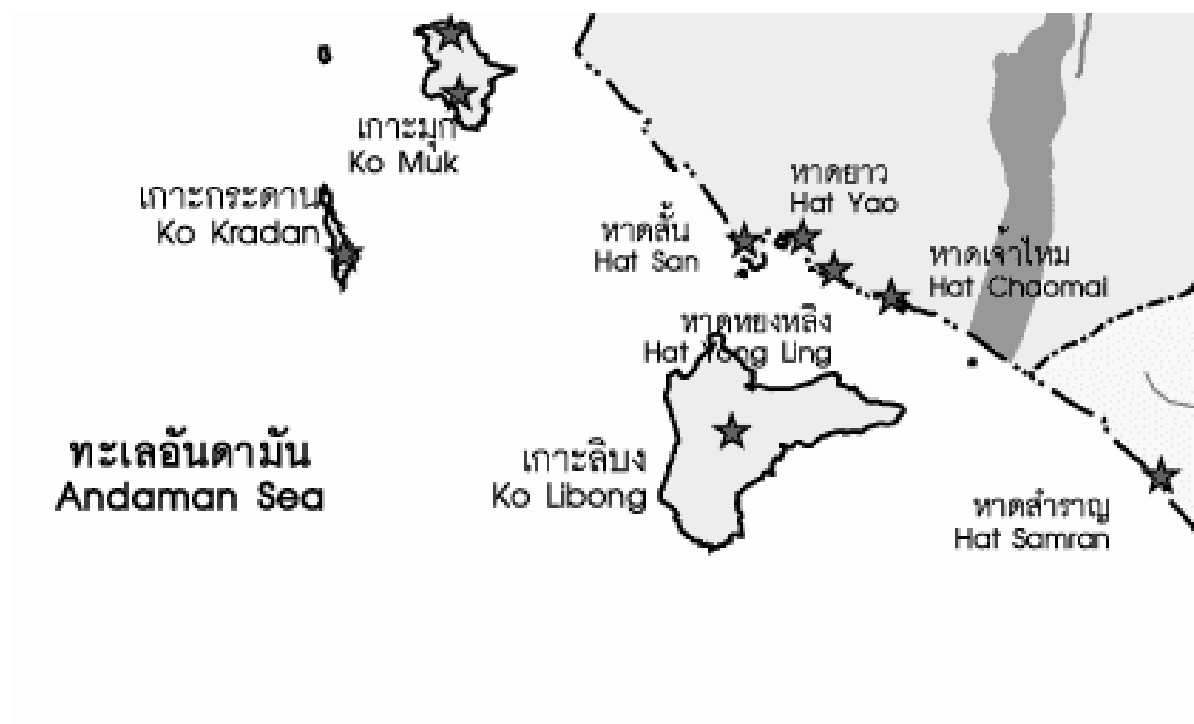 เกาะมุก
Ko Muk
เกาะกระดาน
Ko Kradan
หาดยาว
Hat Yao
หาดสั้น
Hat San
หาดเจ้าไหม
Hat Chaomai
หาดหยงหลิง
Hat Yong Ling
ทะเลอันดามัน
Andaman Sea
เกาะลิบง
Ko Libong
หาดสำราญ
Hat Samran